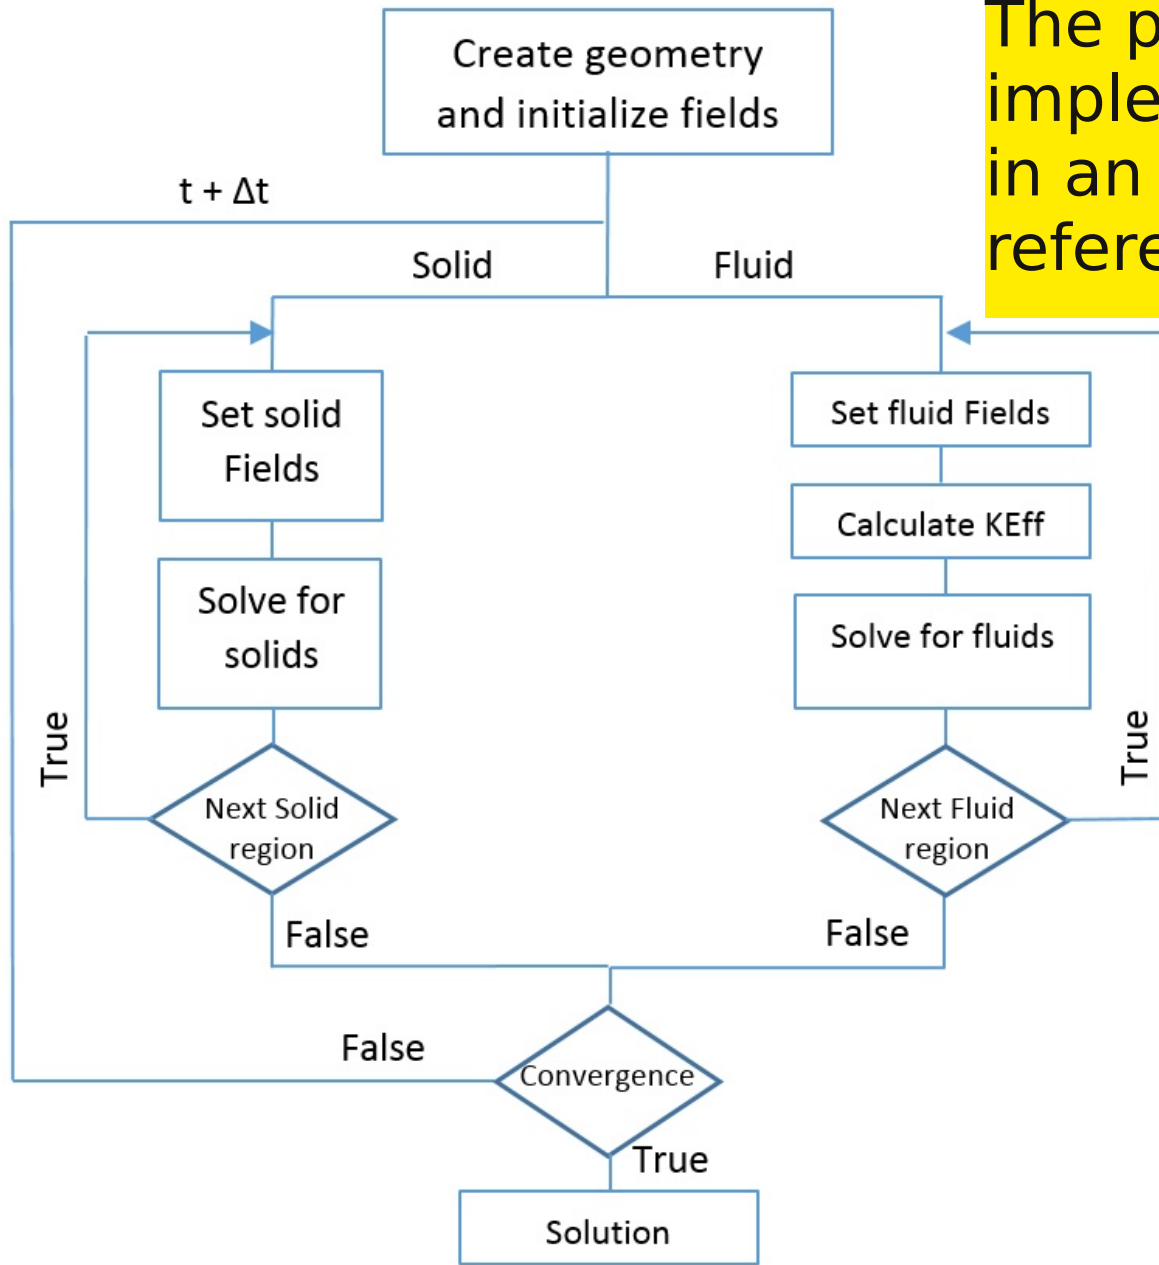 Create geometry
and initialize fields
The p
imple
in an
refere
t + Δt
Solid
Fluid
Set solid
Fields
Solve for
solids
True
Next Solid
region
False
Set fluid Fields
Calculate KEff
Solve for fluids
True
Next Fluid
region
False
False
Convergence
True
Solution